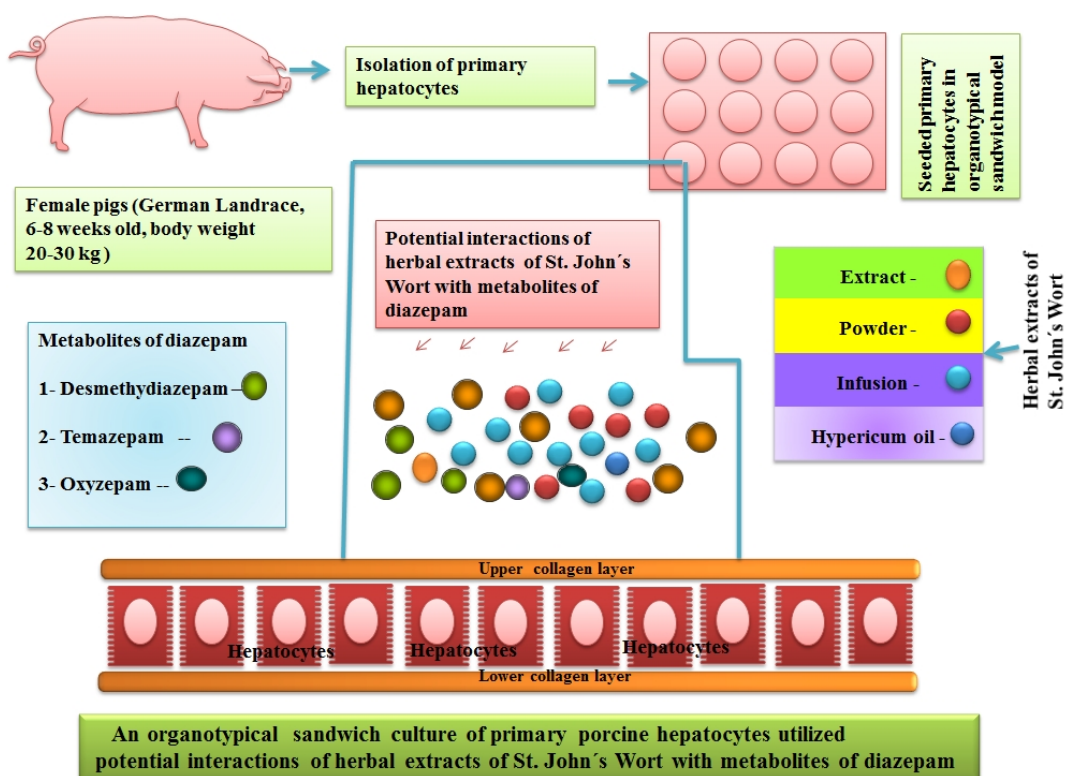 Isolation of primary
hepatocytes
Seeded primary
hepatocytes in
organotypical
sandwich model
Female pigs (German Landrace,
6-8 weeks old, body weight
20-30 kg )
Potential interactions of
herbal extracts of St. John´s
Wort with metabolites of
diazepam
Extract -
Powder -
Infusion -
Hypericum oil -
Herbal extracts of
St. John´s Wort
Metabolites of diazepam
1- Desmethydiazepam –
2- Temazepam --
3- Oxyzepam --
Upper collagen layer
Hepatocytes
Hepatocytes
Hepatocytes
Lower collagen layer
An organotypical sandwich culture of primary porcine hepatocytes utilized
potential interactions of herbal extracts of St. John´s Wort with metabolites of diazepam